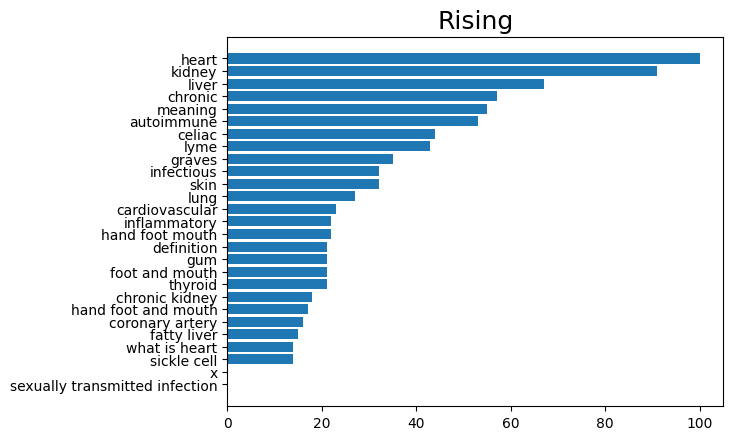 Rising
heart
kidney
liver
chronic
meaning
autoimmune
celiac
lyme
graves
infectious
skin
lung
cardiovascular
inflammatory
hand foot mouth
definition
gum
foot and mouth
thyroid
chronic kidney
hand foot and mouth
coronary artery
fatty liver
what is heart
sickle cell
x
sexually transmitted infection
0 20 40 60 80 100